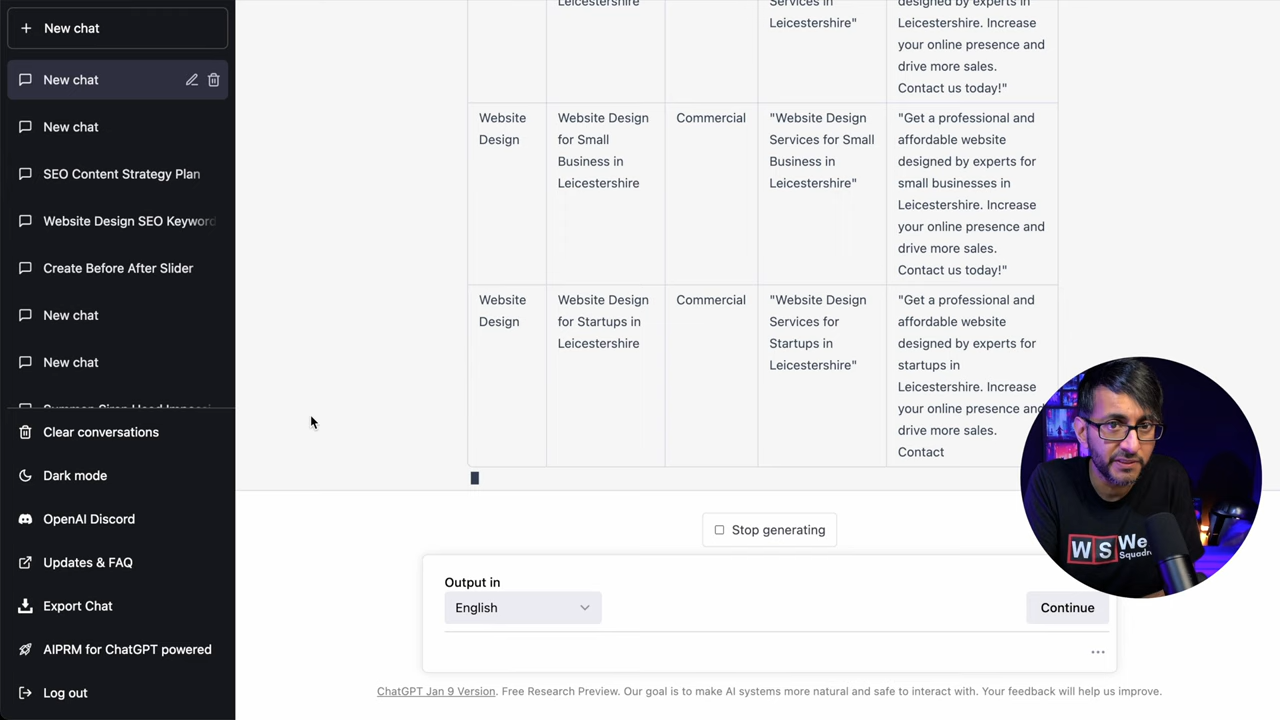 New chat
New chat
New chat
SEO Content Strategy Plan
Website Design SEO Keyword
Create Before After Slider
New chat
New chat
Clear conversations
Dark mode
OpenAI Discord
Updates & FAQ
Export Chat
AIPRM for ChatGPT powered
Log out
Leicestershire
Services in
Leicestershire"
designed by experts in
Leicestershire. Increase
your online presence and
drive more sales.
Contact us today!"
Website
Design
Website Design
for Small
Business in
Leicestershire
Commercial
"Website Design
Services for Small
Business in
Leicestershire"
"Get a professional and
affordable website
designed by experts for
small businesses in
Leicestershire. Increase
your online presence and
drive more sales.
Contact us today!"
Website
Design
Website Design
for Startups in
Leicestershire
Commercial
"Website Design
Services for
Startups in
Leicestershire"
"Get a professional and
affordable website
designed by experts for
startups in
Leicestershire. Increase
your online presence and
drive more sales.
Contact
Stop generating
Output in
English
Continue
ChatGPT Jan 9 Version. Free Research Preview. Our goal is to make AI systems more natural and safe to interact with. Your feedback will help us improve.
WS We
Squadr